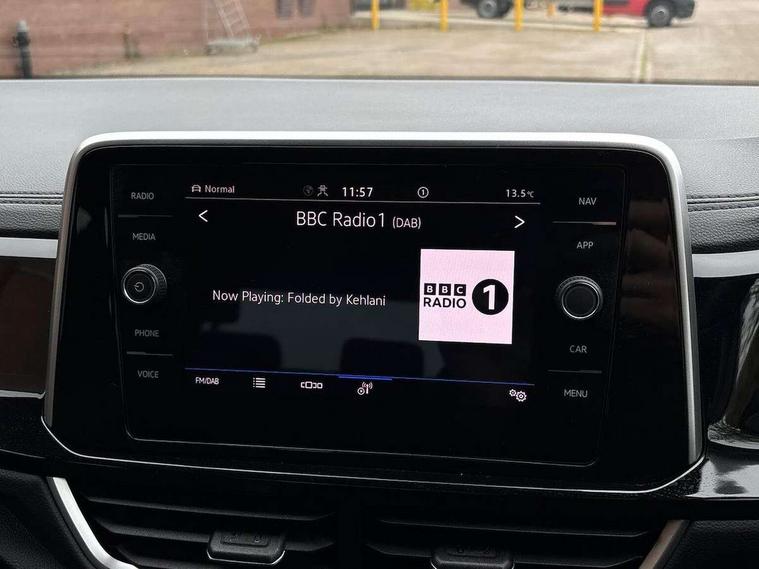 RADIO
MEDIA
PHONE
VOICE
Normal
11:57
1
13.5°C
< BBC Radio1 (DAB) >
Now Playing: Folded by Kehlani
BBC
RADIO 1
FM/DAB
NAV
APP
CAR
MENU